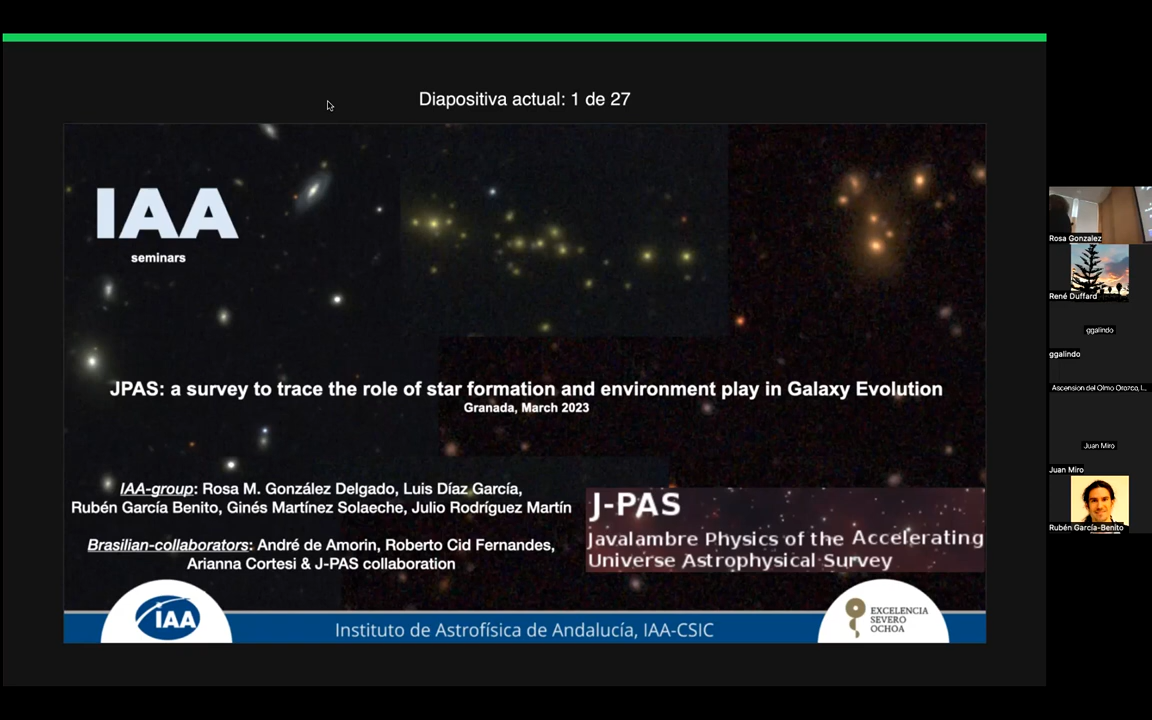 Diapositiva actual: 1 de 27
IAA
seminars
JPAS: a survey to trace the role of star formation and environment play in Galaxy Evolution
Granada, March 2023
IAA-group: Rosa M. González Delgado, Luis Díaz García,
Rubén García Benito, Ginés Martínez Solaeche, Julio Rodríguez Martín
Brasilian-collaborators: André de Amorin, Roberto Cid Fernandes,
Arianna Cortesi & J-PAS collaboration
J-PAS
Javalambre Physics of the Accelerating
Universe Astrophysical Survey
IAA
Instituto de Astrofísica de Andalucía, IAA-CSIC
EXCELENCIA
SEVERO
OCHOA
Rosa Gonzalez
René Duffard
ggalindo
ggalindo
Ascension del Olmo Orozco, I...
Juan Miro
Juan Miro
Rubén García-Benito